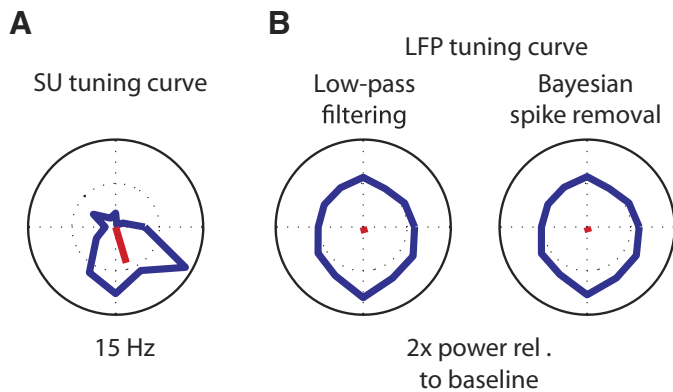 A
B
LFP tuning curve
SU tuning curve
Low-pass
filtering
Bayesian
spike removal
15 Hz
2x power rel .
to baseline